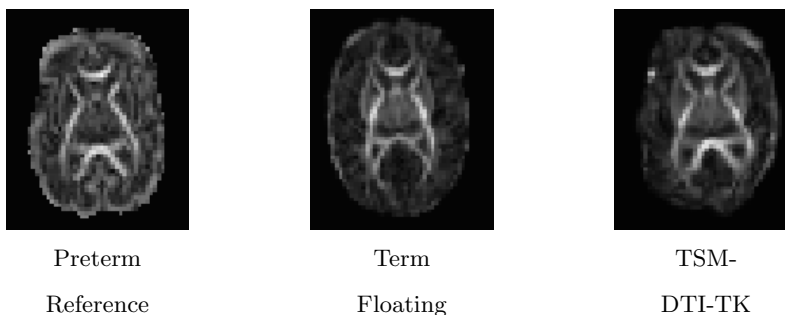 Preterm
Reference
Term
Floating
TSM-
DTI-TK